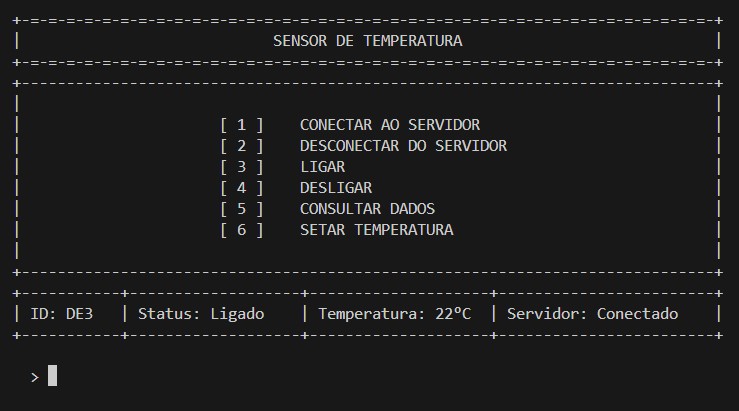 SENSOR DE TEMPERATURA
[ 1 ] CONECTAR AO SERVIDOR
[ 2 ] DESCONECTAR DO SERVIDOR
[ 3 ] LIGAR
[ 4 ] DESLIGAR
[ 5 ] CONSULTAR DADOS
[ 6 ] SETAR TEMPERATURA
| ID: DE3 | Status: Ligado | Temperatura: 22ºC | Servidor: Conectado |
>